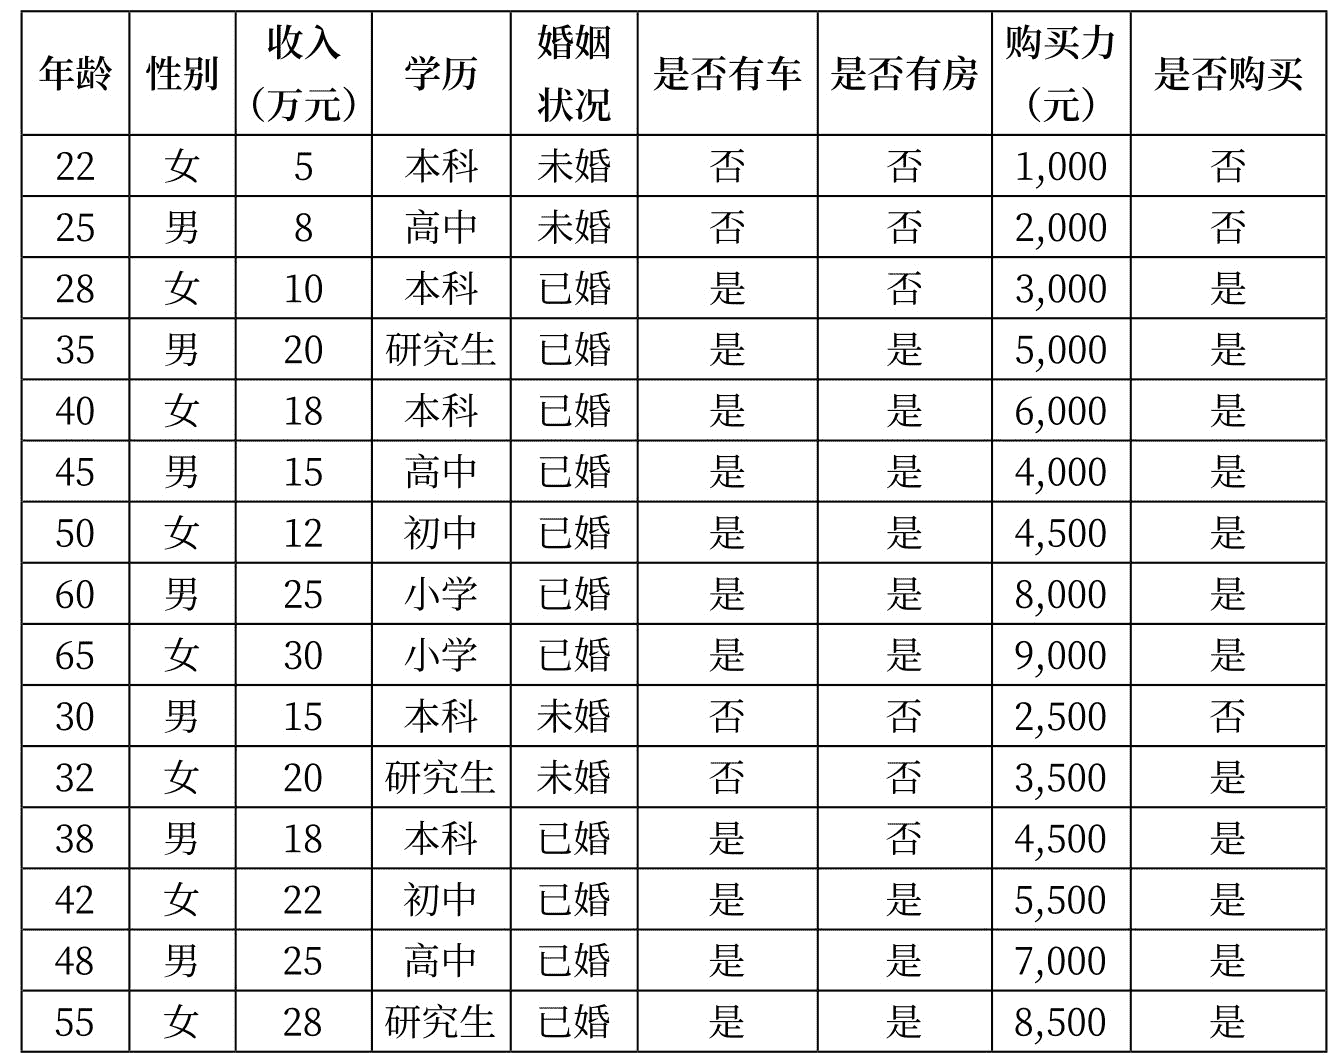 年龄 性别 收入（万元） 学历 婚姻状况 是否有车 是否有房 购买力（元） 是否购买
22 女 5 本科 未婚 否 否 1,000 否
25 男 8 高中 未婚 否 否 2,000 否
28 女 10 本科 已婚 是 否 3,000 是
35 男 20 研究生 已婚 是 是 5,000 是
40 女 18 本科 已婚 是 是 6,000 是
45 男 15 高中 已婚 是 是 4,000 是
50 女 12 初中 已婚 是 是 4,500 是
60 男 25 小学 已婚 是 是 8,000 是
65 女 30 小学 已婚 是 是 9,000 是
30 男 15 本科 未婚 否 否 2,500 否
32 女 20 研究生 未婚 否 否 3,500 是
38 男 18 本科 已婚 是 否 4,500 是
42 女 22 初中 已婚 是 是 5,500 是
48 男 25 高中 已婚 是 是 7,000 是
55 女 28 研究生 已婚 是 是 8,500 是